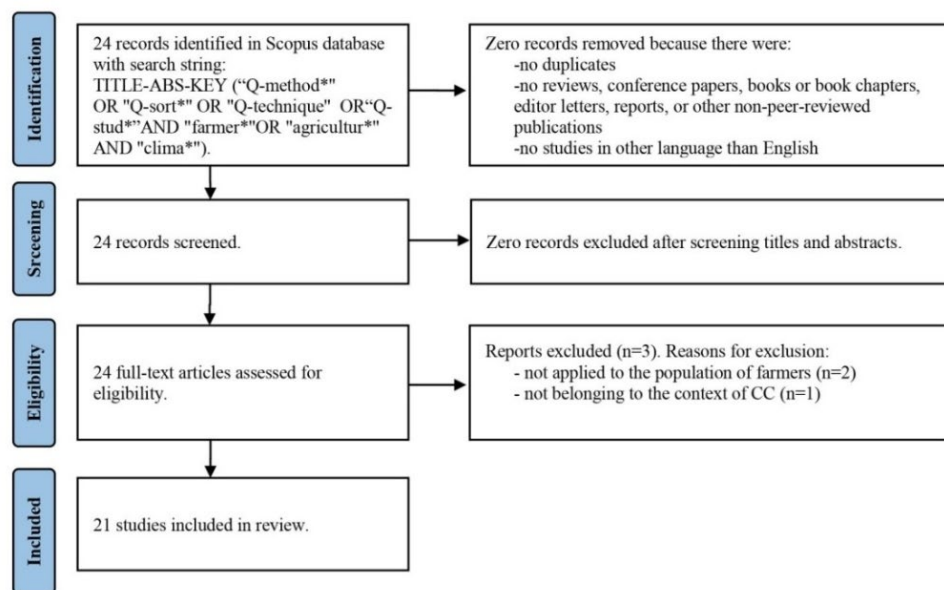 Identification
24 records identified in Scopus database
with search string:
TITLE-ABS-KEY (“Q-method*"
OR "Q-sort*" OR "Q-technique" OR“Q-
stud*”AND "farmer*"OR "agricultur*"
AND "clima*").
Zero records removed because there were:
-no duplicates
-no reviews, conference papers, books or book chapters,
editor letters, reports, or other non-peer-reviewed
publications
-no studies in other language than English
Srceening
24 records screened.
Zero records excluded after screening titles and abstracts.
Eligibility
24 full-text articles assessed for
eligibility.
Reports excluded (n=3). Reasons for exclusion:
- not applied to the population of farmers (n=2)
- not belonging to the context of CC (n=1)
Included
21 studies included in review.